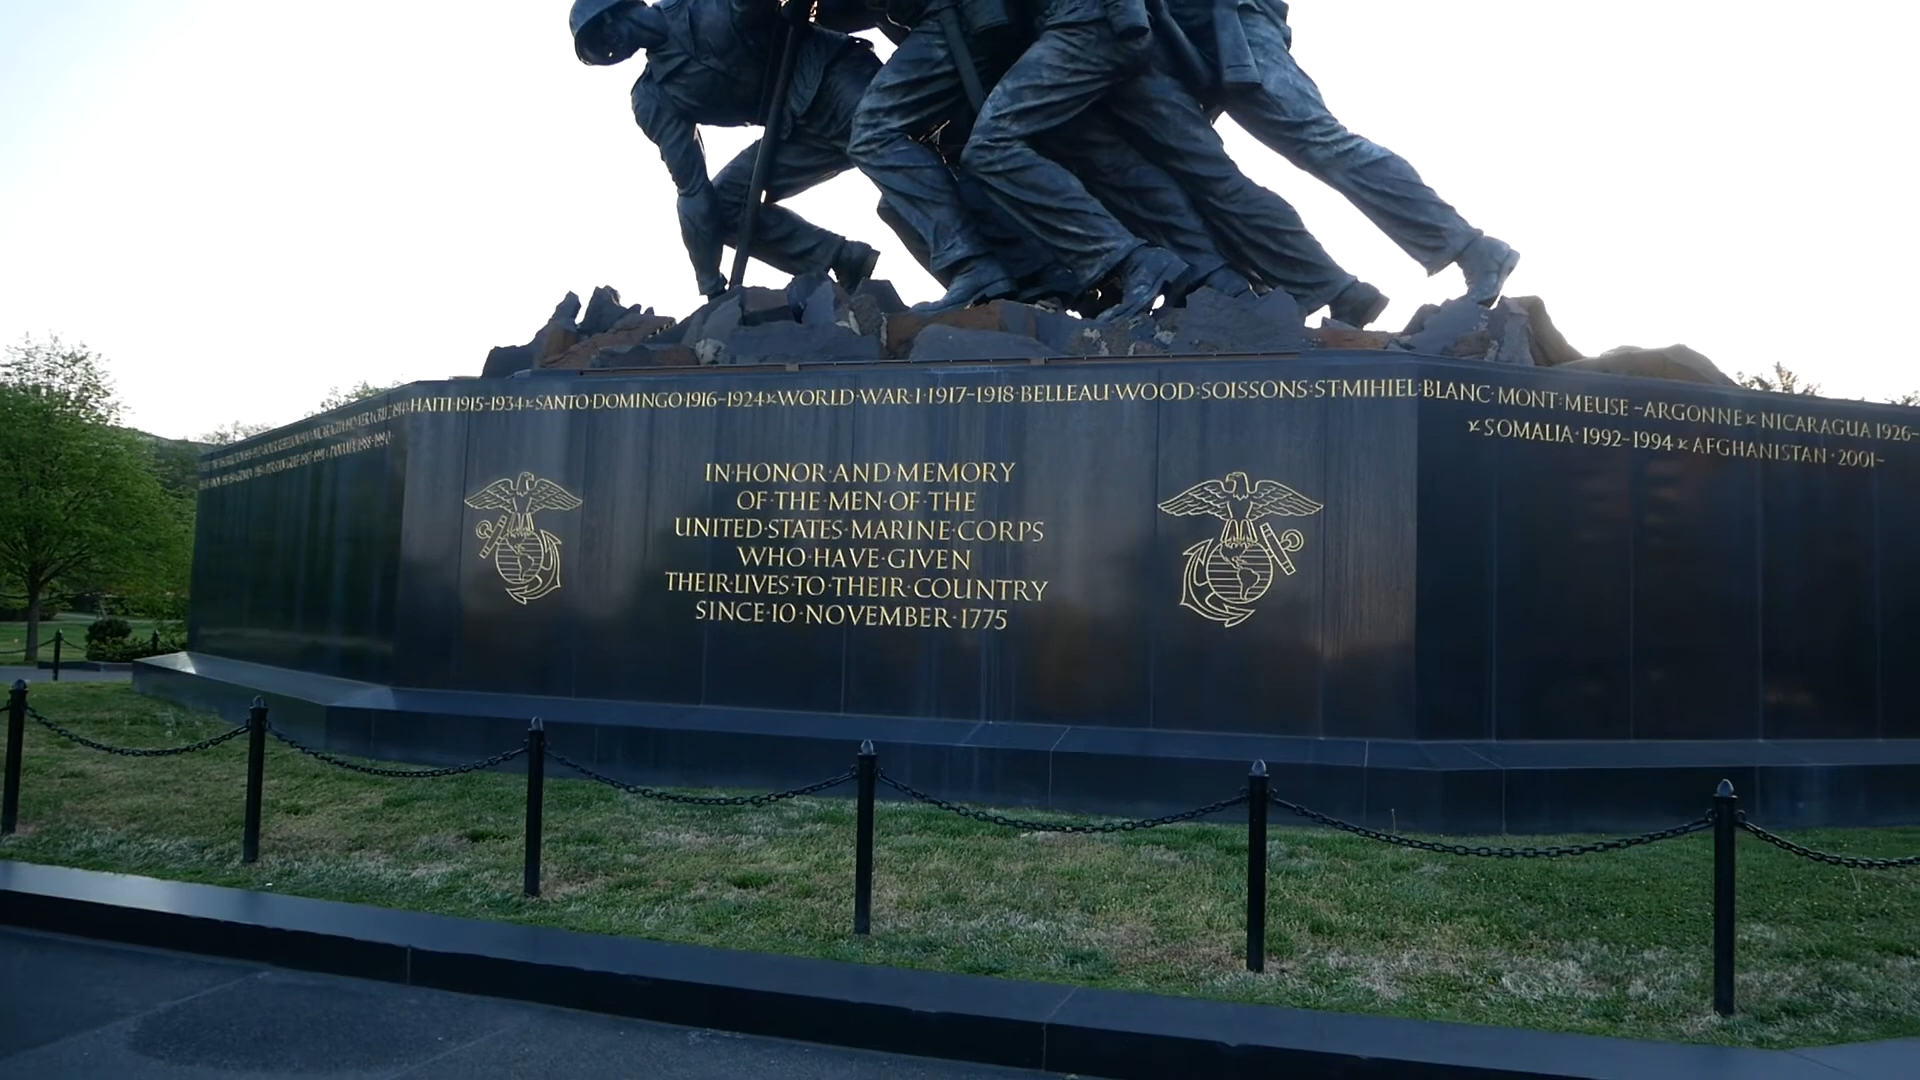 HAITI·1915-1934 ★ SANTO·DOMINGO·1916-1924 ★ WORLD·WAR·I·1917-1918·BELLEAU·WOOD:SOISSONS:ST·MIHIEL:BLANC·MONT:MEUSE-ARGONNE ★ NICARAGUA 1926-
★ SOMALIA·1992-1994 ★ AFGHANISTAN·2001-
IN·HONOR·AND·MEMORY
OF·THE·MEN·OF·THE
UNITED·STATES·MARINE·CORPS
WHO·HAVE·GIVEN
THEIR·LIVES·TO·THEIR·COUNTRY
SINCE·10·NOVEMBER·1775